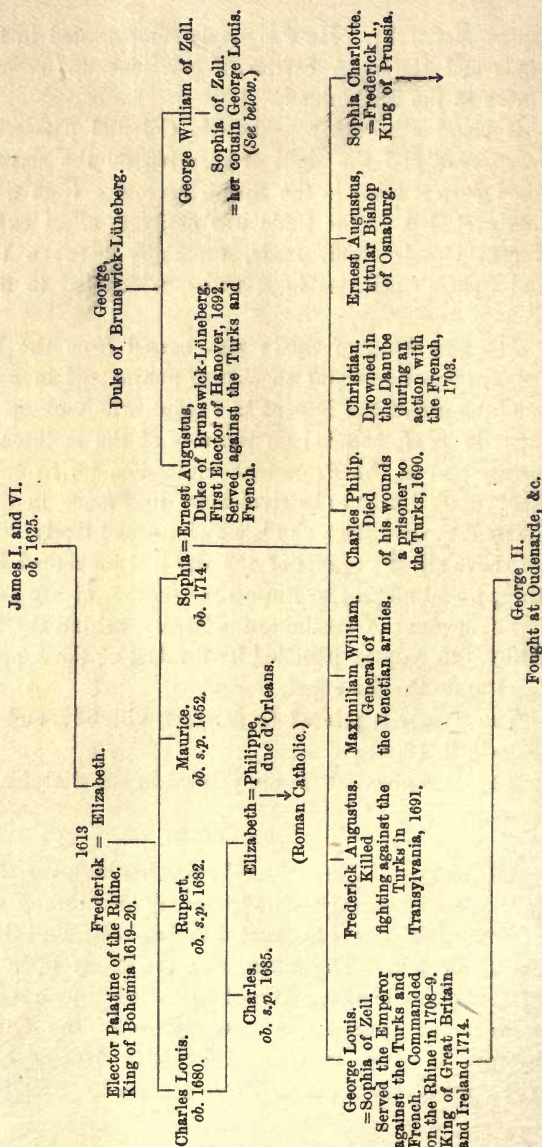 James I. and VI.
ob. 1625.
George,
Duke of Brunswick-Lüneberg.
1613
Frederick = Elizabeth.
Elector Palatine of the Rhine.
King of Bohemia 1619–20.
Charles Louis.
ob. 1680.
Rupert.
ob. s.p. 1682.
Maurice.
ob. s.p. 1652.
Sophia=Ernest Augustus,
ob. 1714.
Duke of Brunswick-Lüneberg.
First Elector of Hanover, 1692.
Served against the Turks and
French.
George William of Zell.
Sophia of Zell.
=her cousin George Louis.
(See below.)
Charles.
ob. s.p. 1685.
Elizabeth=Philippe,
duc d'Orleans.
(Roman Catholic.)
George Louis.
=Sophia of Zell.
Served the Emperor
against the Turks and
French. Commanded
on the Rhine in 1708–9.
King of Great Britain
and Ireland 1714.
Frederick Augustus.
Killed
fighting against the
Turks in
Transylvania, 1691.
Maximiliam William.
General of
the Venetian armies.
Charles Philip.
Died
of his wounds
a prisoner to
the Turks, 1690.
Christian.
Drowned in
the Danube
during an
action with
the French,
1703.
Ernest Augustus,
titular Bishop
of Osnaburg.
Sophia Charlotte.
=Frederick I.,
King of Prussia.
George II.
Fought at Oudenarde, &c.